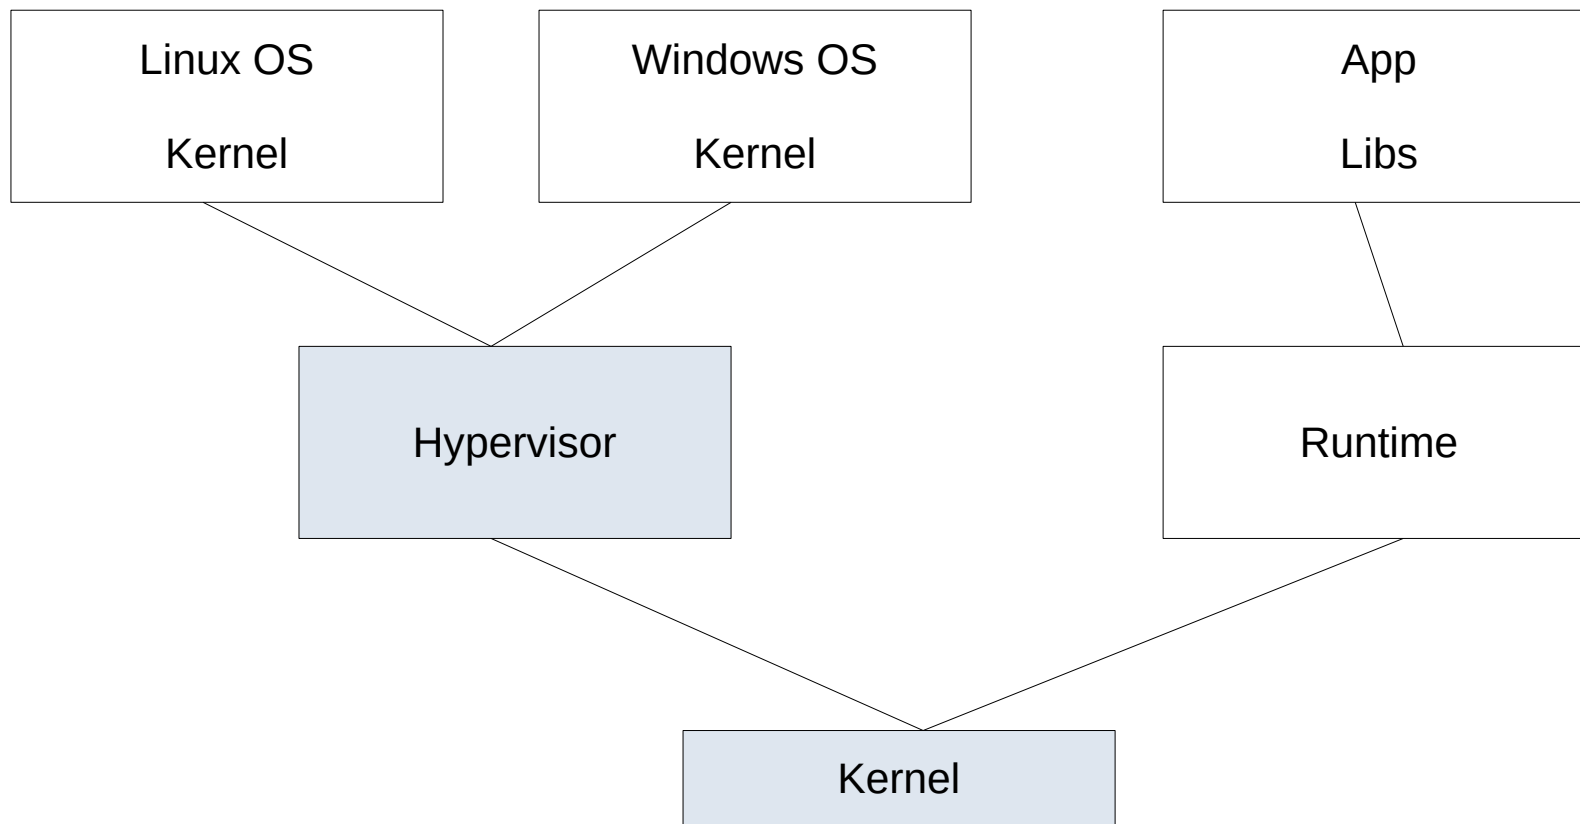 Linux OS
Kernel
Windows OS
Kernel
App
Libs
Hypervisor
Runtime
Kernel